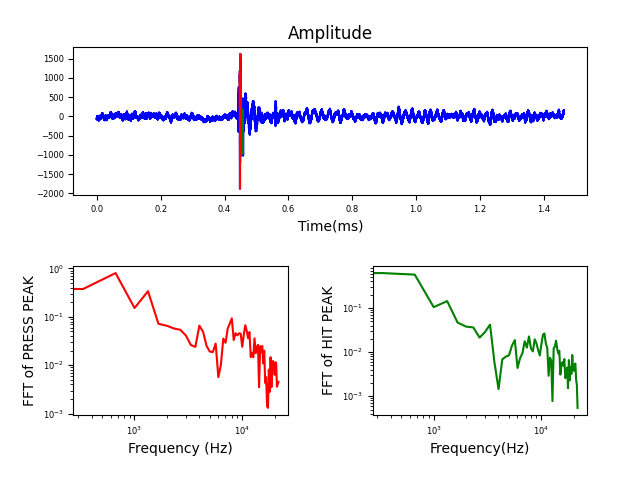 Amplitude
1500
1000
500
0
−500
−1000
−1500
−2000
0.0 0.2 0.4 0.6 0.8 1.0 1.2 1.4
Time(ms)
FFT of PRESS PEAK
10⁰
10⁻¹
10⁻²
10⁻³
10³ 10⁴
Frequency (Hz)
FFT of HIT PEAK
10⁻¹
10⁻²
10⁻³
10³ 10⁴
Frequency(Hz)